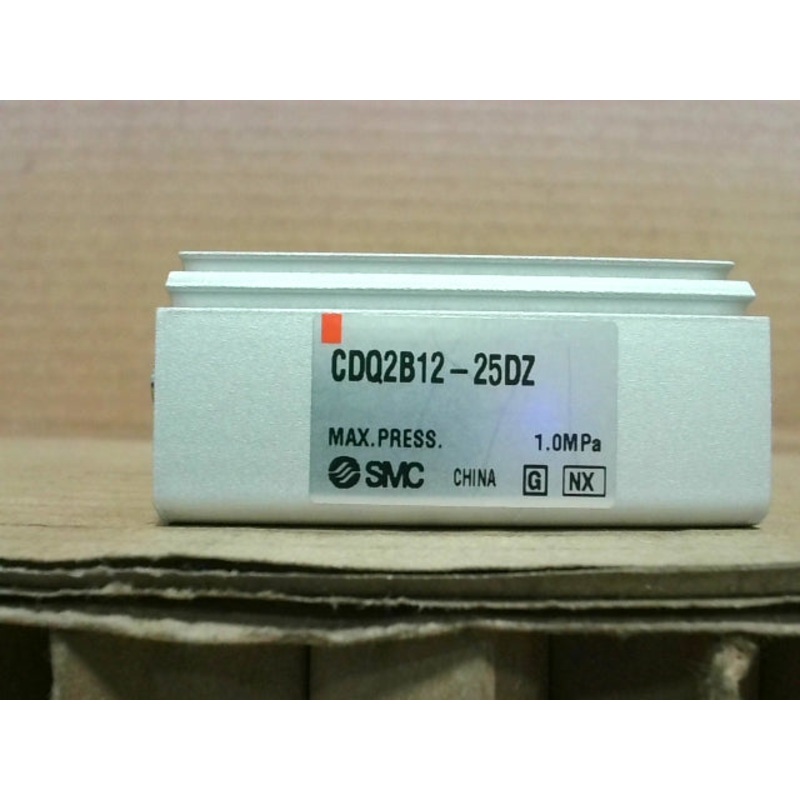 CDQ2B12-25DZ
MAX.PRESS. 1.0MPa
SMC CHINA G NX